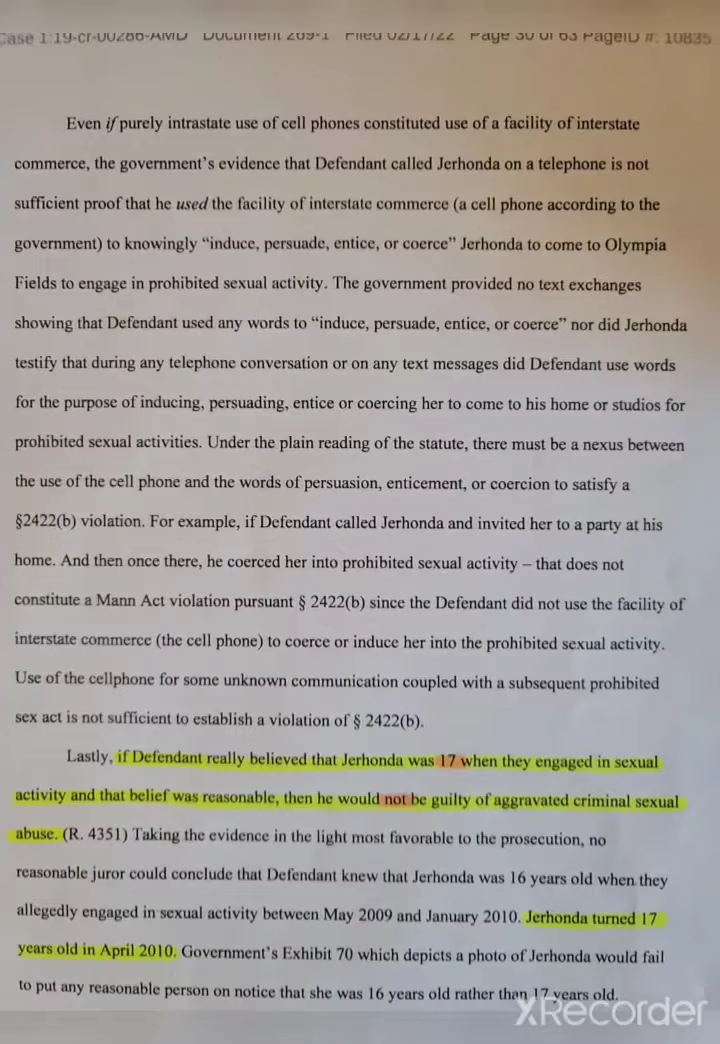 Case 1:19-cr-00286-AMD Document 269-1 Filed 02/17/22 Page 30 of 63 PageID #: 10835
Even if purely intrastate use of cell phones constituted use of a facility of interstate
commerce, the government's evidence that Defendant called Jerhonda on a telephone is not
sufficient proof that he used the facility of interstate commerce (a cell phone according to the
government) to knowingly “induce, persuade, entice, or coerce” Jerhonda to come to Olympia
Fields to engage in prohibited sexual activity. The government provided no text exchanges
showing that Defendant used any words to “induce, persuade, entice, or coerce” nor did Jerhonda
testify that during any telephone conversation or on any text messages did Defendant use words
for the purpose of inducing, persuading, entice or coercing her to come to his home or studios for
prohibited sexual activities. Under the plain reading of the statute, there must be a nexus between
the use of the cell phone and the words of persuasion, enticement, or coercion to satisfy a
§2422(b) violation. For example, if Defendant called Jerhonda and invited her to a party at his
home. And then once there, he coerced her into prohibited sexual activity – that does not
constitute a Mann Act violation pursuant § 2422(b) since the Defendant did not use the facility of
interstate commerce (the cell phone) to coerce or induce her into the prohibited sexual activity.
Use of the cellphone for some unknown communication coupled with a subsequent prohibited
sex act is not sufficient to establish a violation of § 2422(b).
Lastly, if Defendant really believed that Jerhonda was 17 when they engaged in sexual
activity and that belief was reasonable, then he would not be guilty of aggravated criminal sexual
abuse. (R. 4351) Taking the evidence in the light most favorable to the prosecution, no
reasonable juror could conclude that Defendant knew that Jerhonda was 16 years old when they
allegedly engaged in sexual activity between May 2009 and January 2010. Jerhonda turned 17
years old in April 2010. Government's Exhibit 70 which depicts a photo of Jerhonda would fail
to put any reasonable person on notice that she was 16 years old rather than 17 years old.
XRecorder